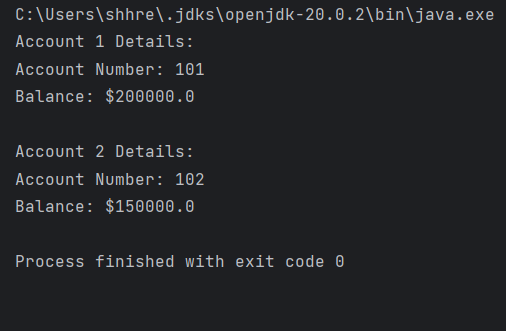 C:\Users\shhre\.jdks\openjdk-20.0.2\bin\java.exe
Account 1 Details:
Account Number: 101
Balance: $200000.0
Account 2 Details:
Account Number: 102
Balance: $150000.0
Process finished with exit code 0